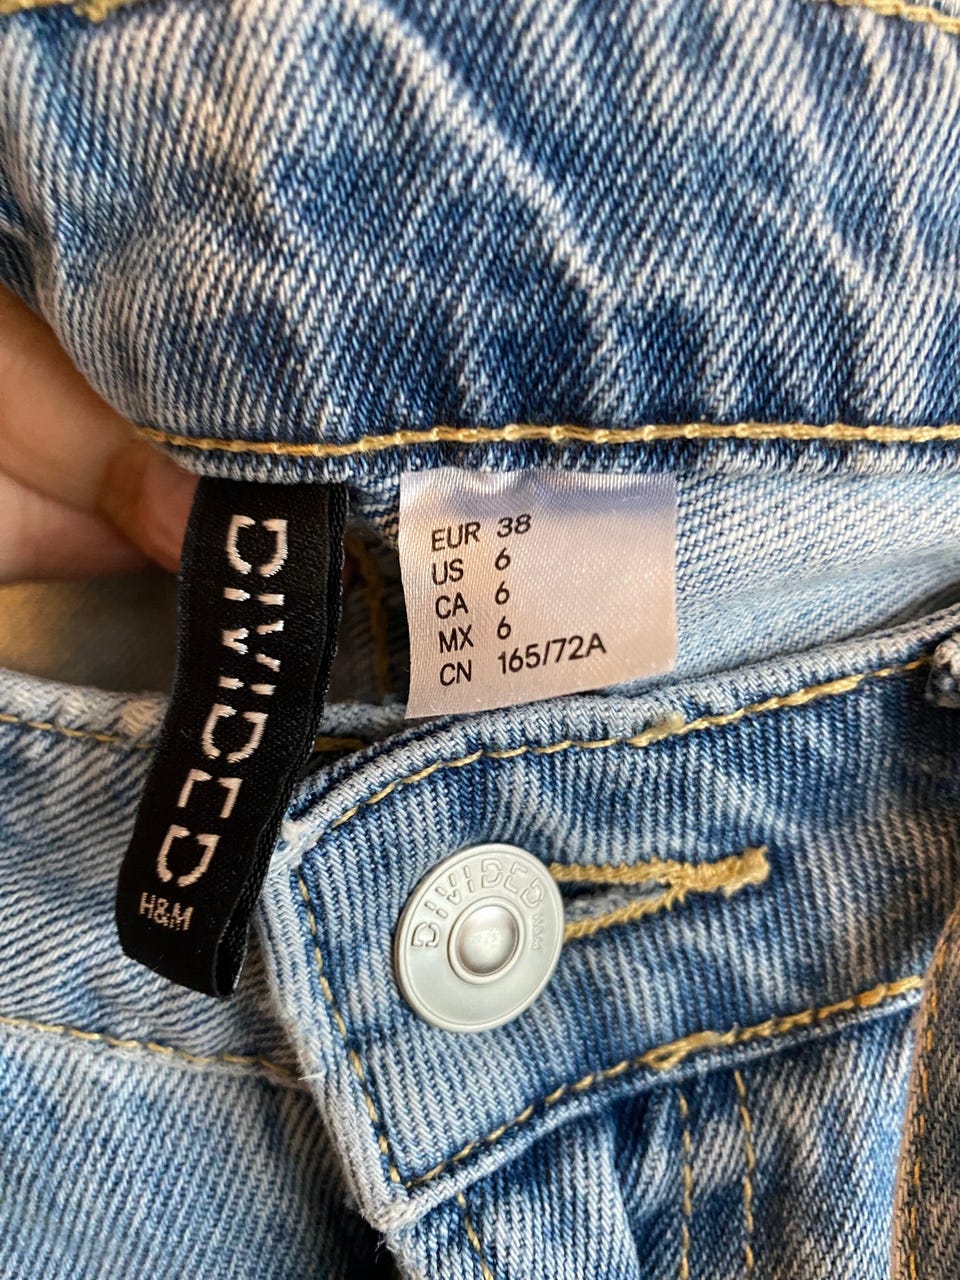 DIVIDED
H&M
EUR 38
US 6
CA 6
MX 6
CN 165/72A
DIVIDED
H&M